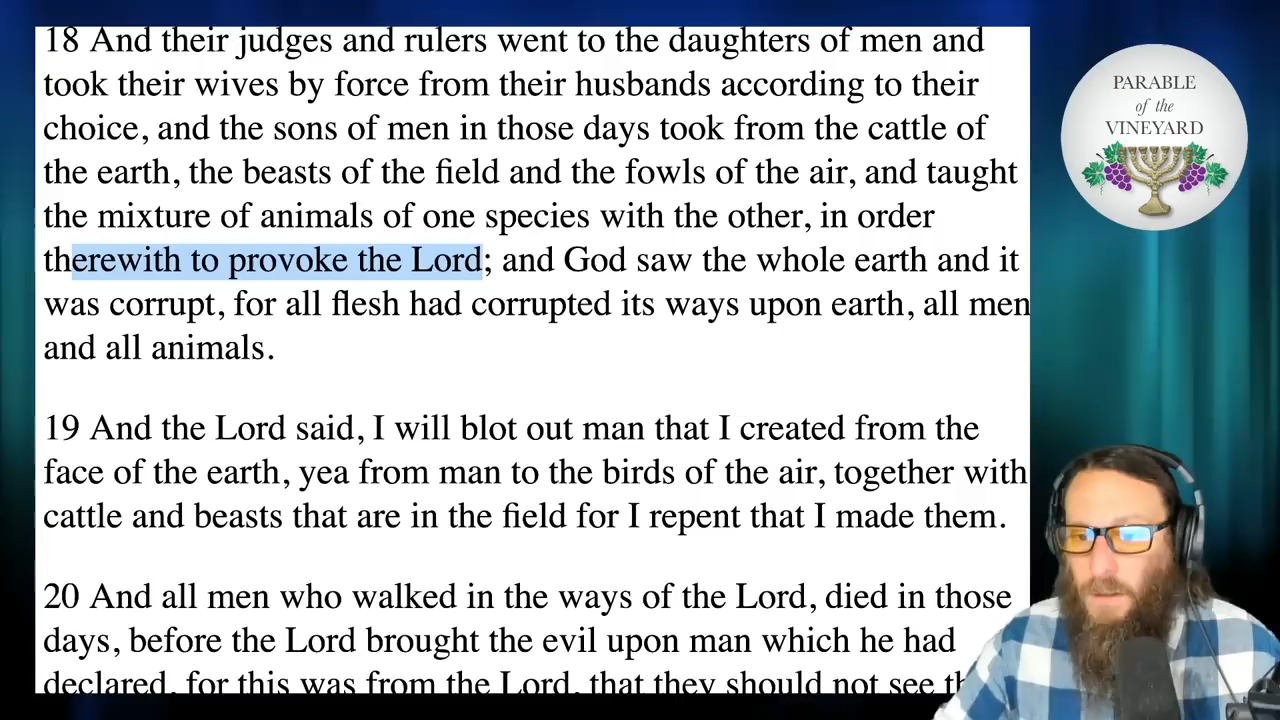 18 And their judges and rulers went to the daughters of men and
took their wives by force from their husbands according to their
choice, and the sons of men in those days took from the cattle of
the earth, the beasts of the field and the fowls of the air, and taught
the mixture of animals of one species with the other, in order
therewith to provoke the Lord; and God saw the whole earth and it
was corrupt, for all flesh had corrupted its ways upon earth, all men
and all animals.
19 And the Lord said, I will blot out man that I created from the
face of the earth, yea from man to the birds of the air, together with
cattle and beasts that are in the field for I repent that I made them.
20 And all men who walked in the ways of the Lord, died in those
days, before the Lord brought the evil upon man which he had
declared, for this was from the Lord, that they should not see
PARABLE
of the
VINEYARD